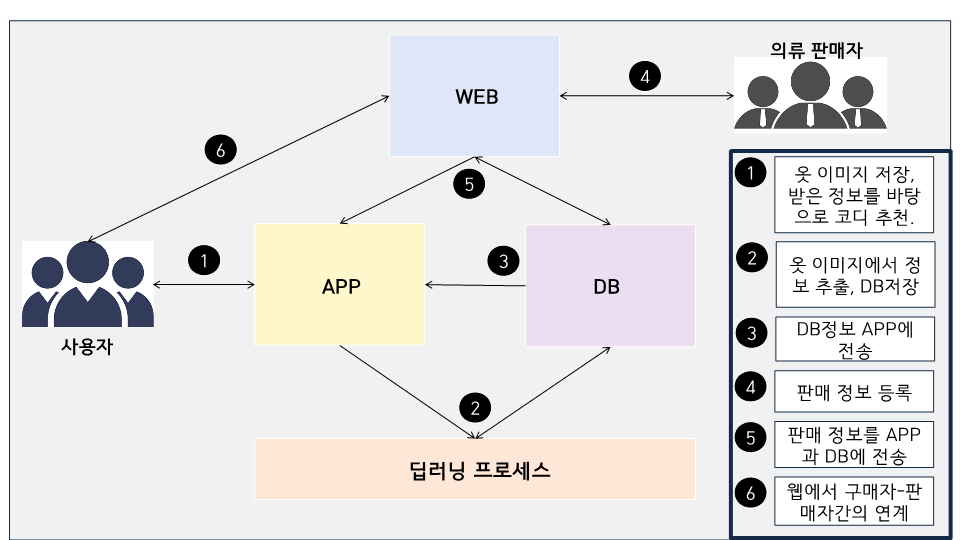 의류 판매자
WEB
4
6
5
1
APP
3
DB
사용자
2
딥러닝 프로세스
1
옷 이미지 저장,
받은 정보를 바탕
으로 코디 추천.
2
옷 이미지에서 정
보 추출, DB저장
3
DB정보 APP에
전송
4
판매 정보 등록
5
판매 정보를 APP
과 DB에 전송
6
웹에서 구매자-판
매자간의 연계